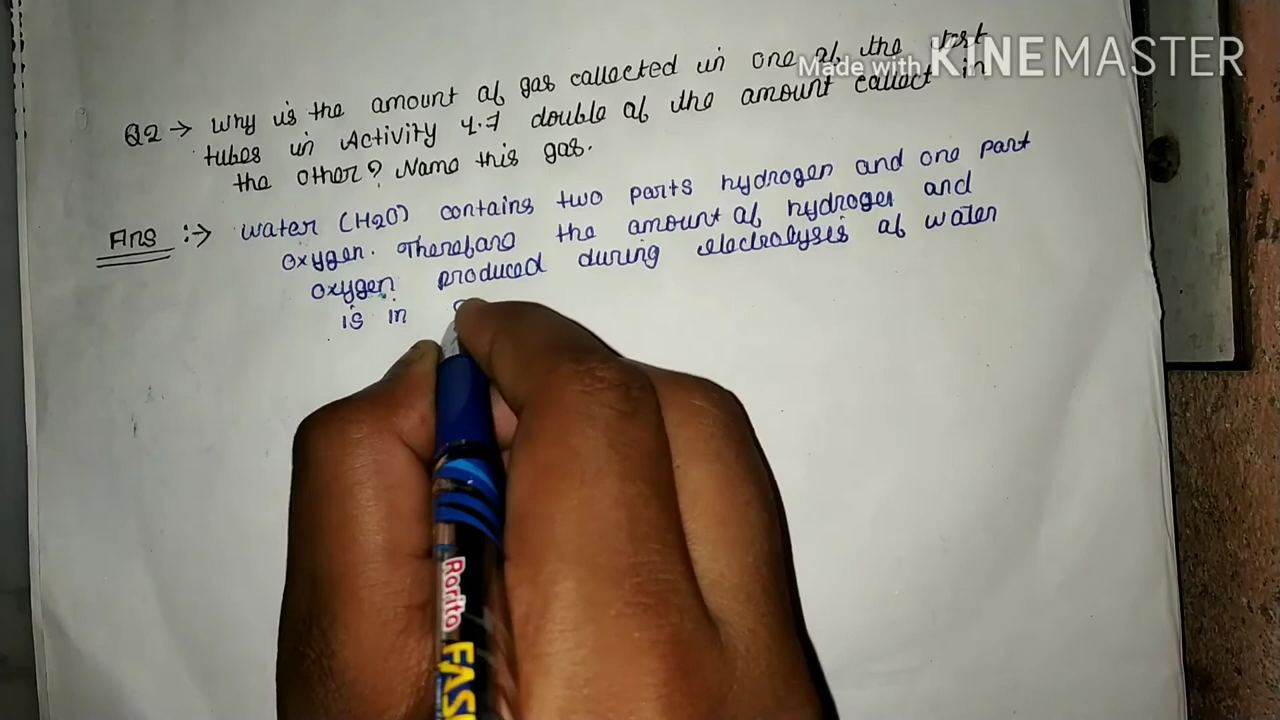 Made with KINEMASTER
Q2 → Why is the amount of gas collected in one of the test
tubes in Activity 4.7 double of the amount collect in
the other? Name this gas.
Ans :→ water (H2O) contains two parts hydrogen and one part
oxygen. Therefore the amount of hydrogen and
oxygen produced during electrolysis of water
is in
Rorito
FAS